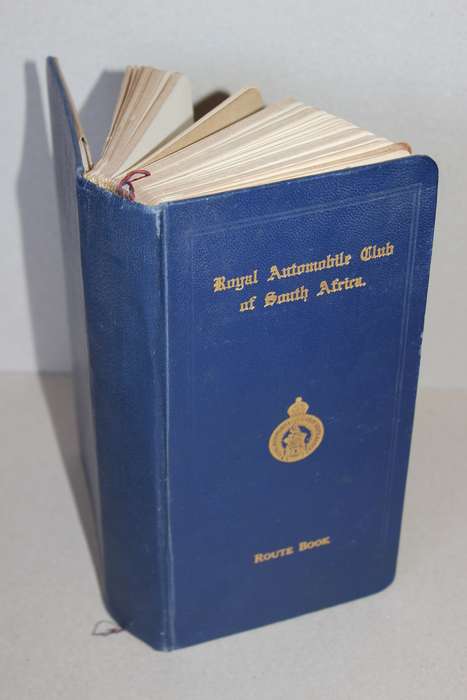 Royal Automobile Club
of South Africa.
Route Book